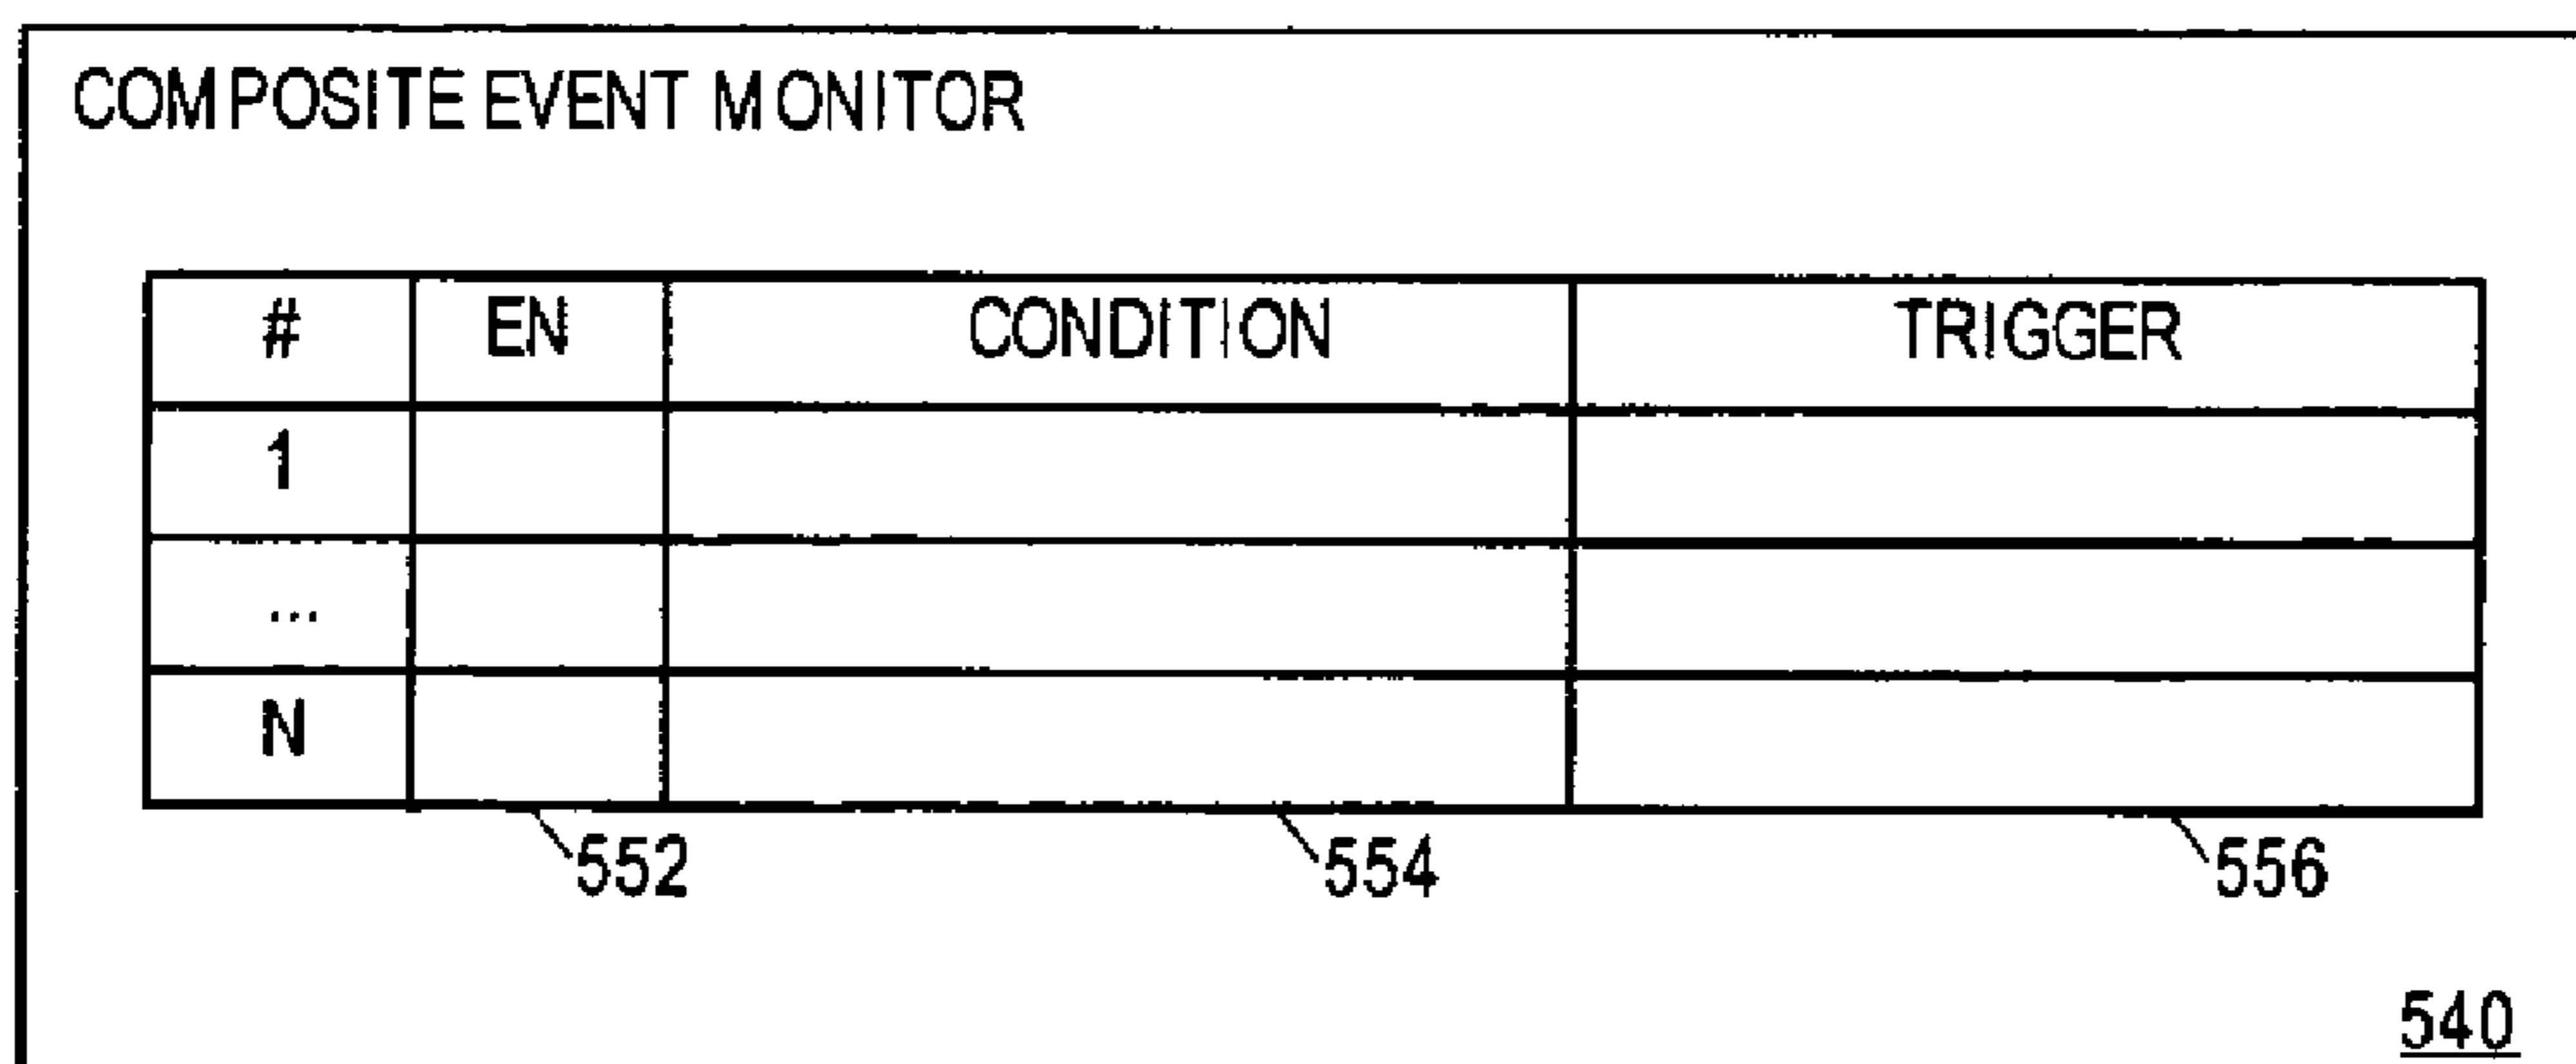 COMPOSITE EVENT MONITOR
# EN CONDITION TRIGGER
1
...
N
552 554 556
540